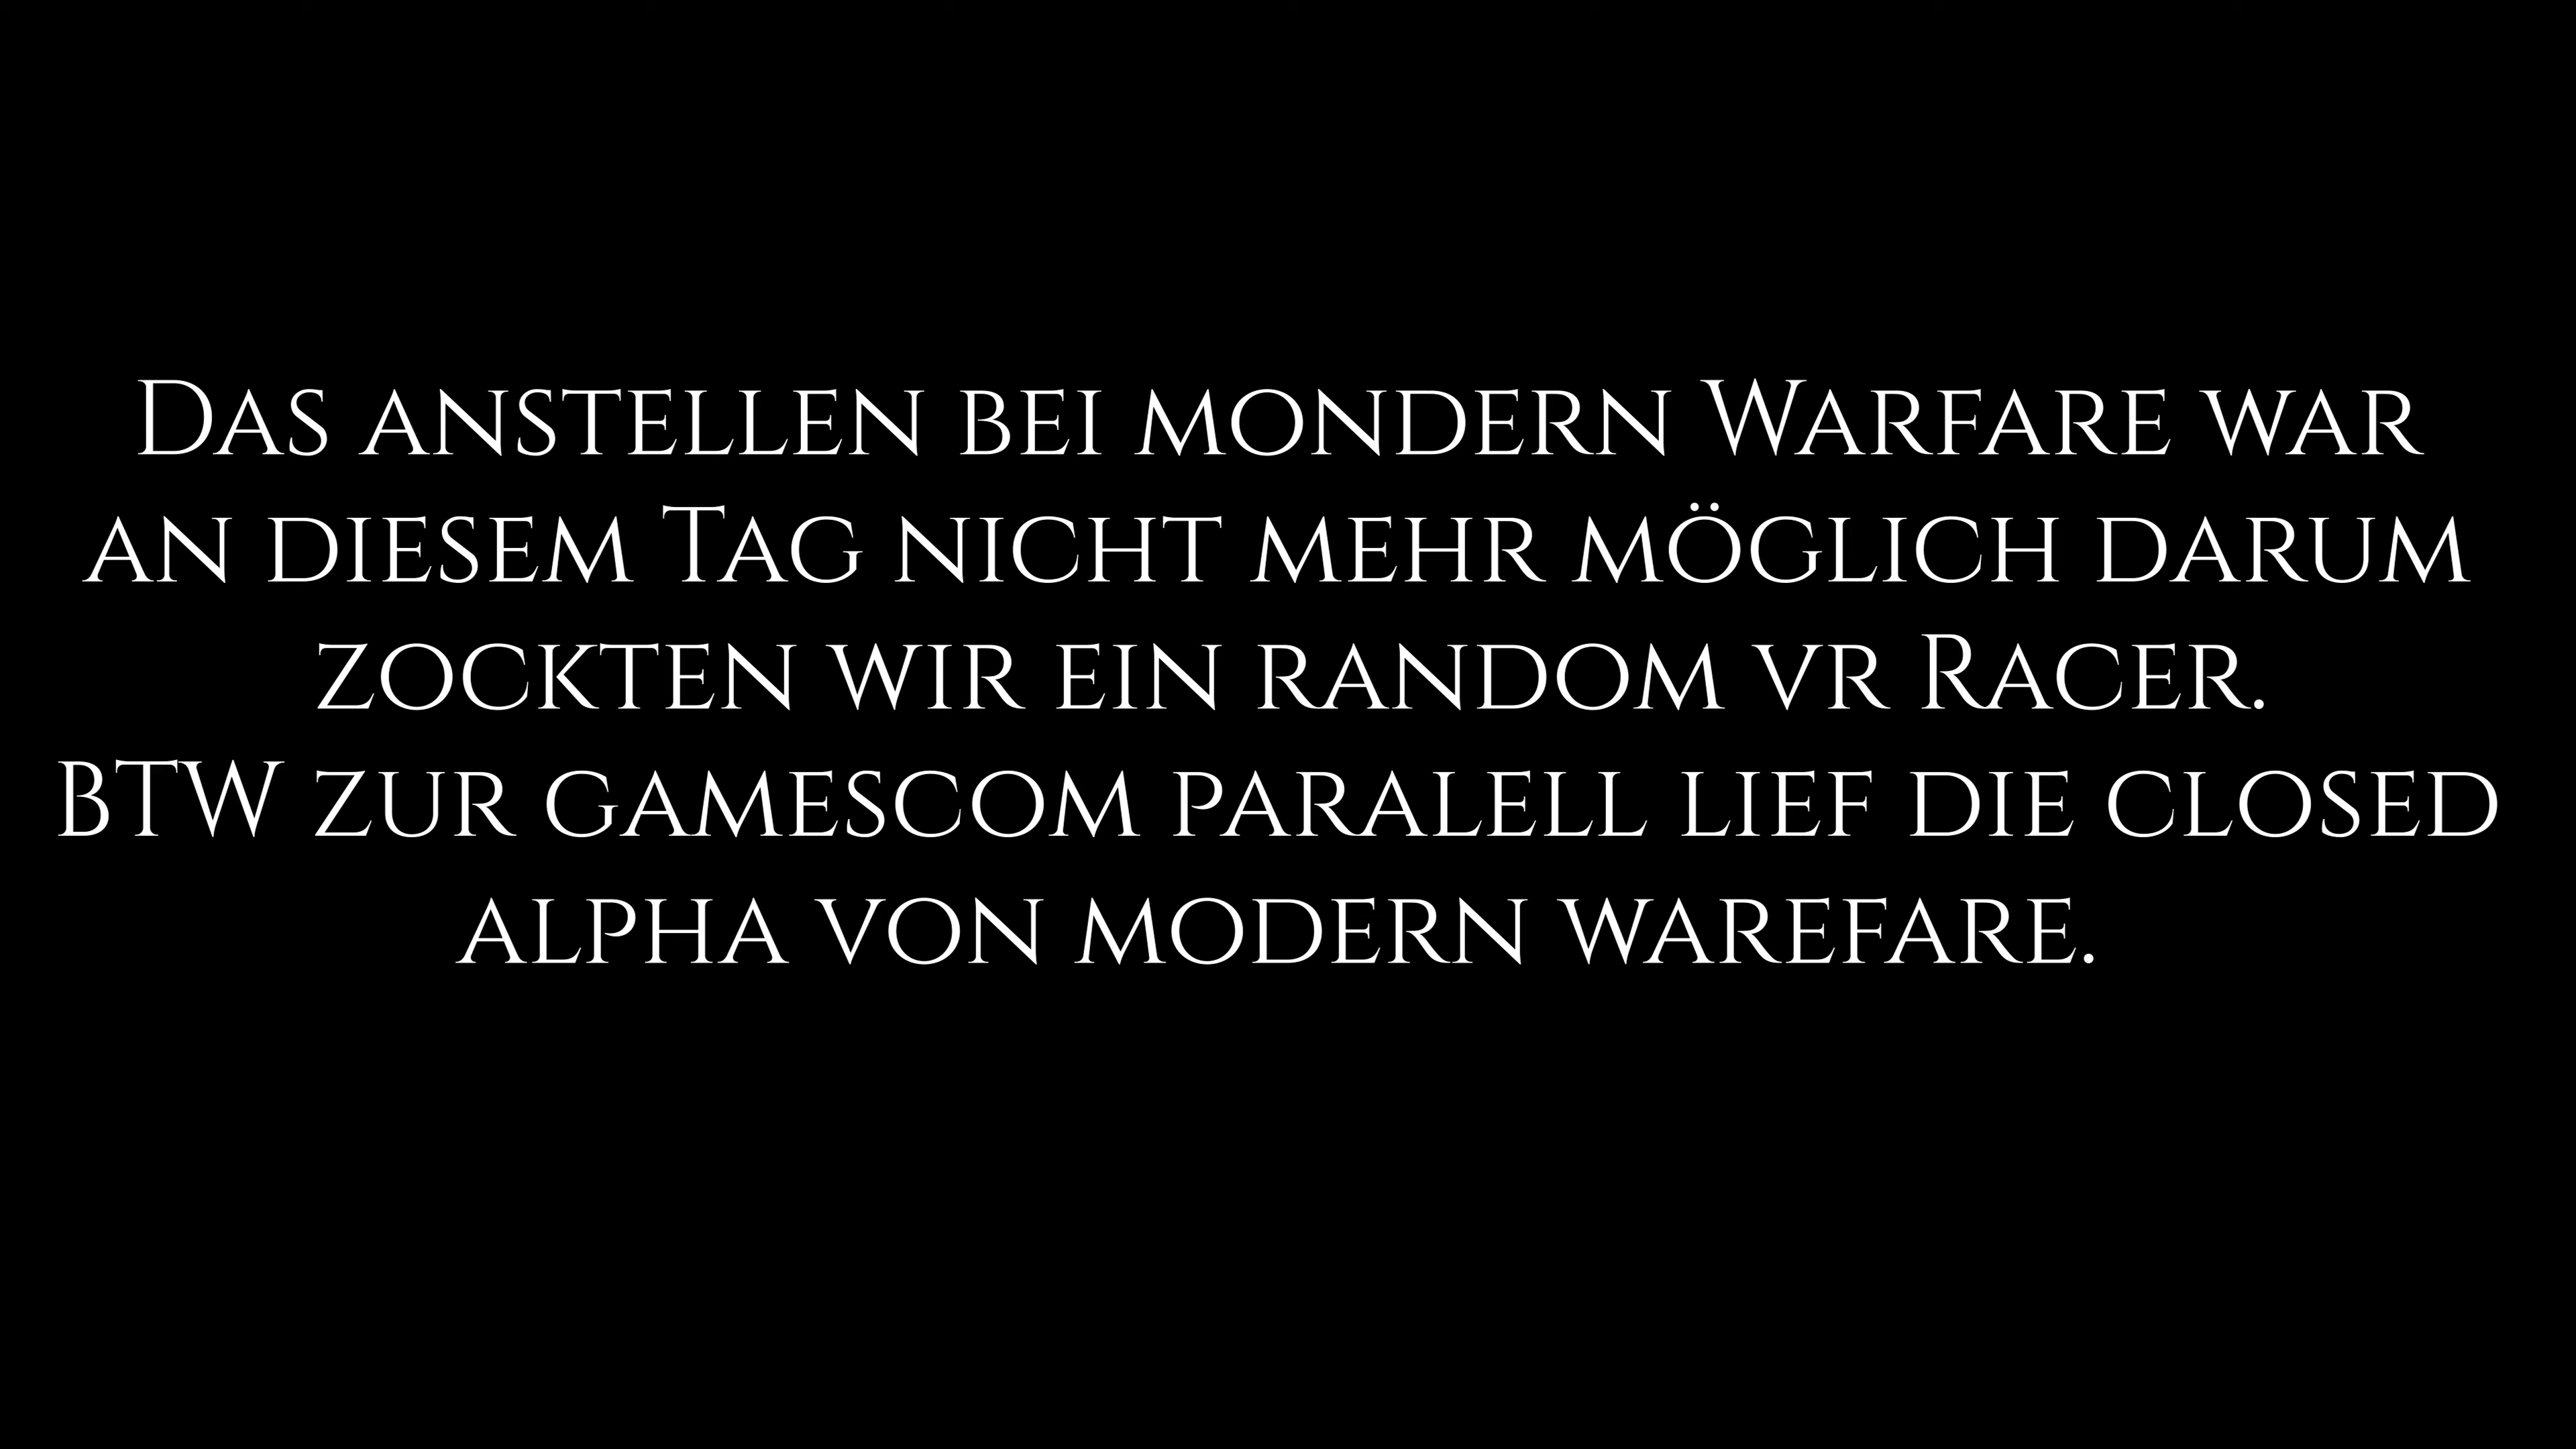 Das anstellen bei mondern Warfare war
an diesem Tag nicht mehr möglich darum
zockten wir ein random vr Racer.
BTW zur gamescom paralell lief die closed
alpha von modern warefare.